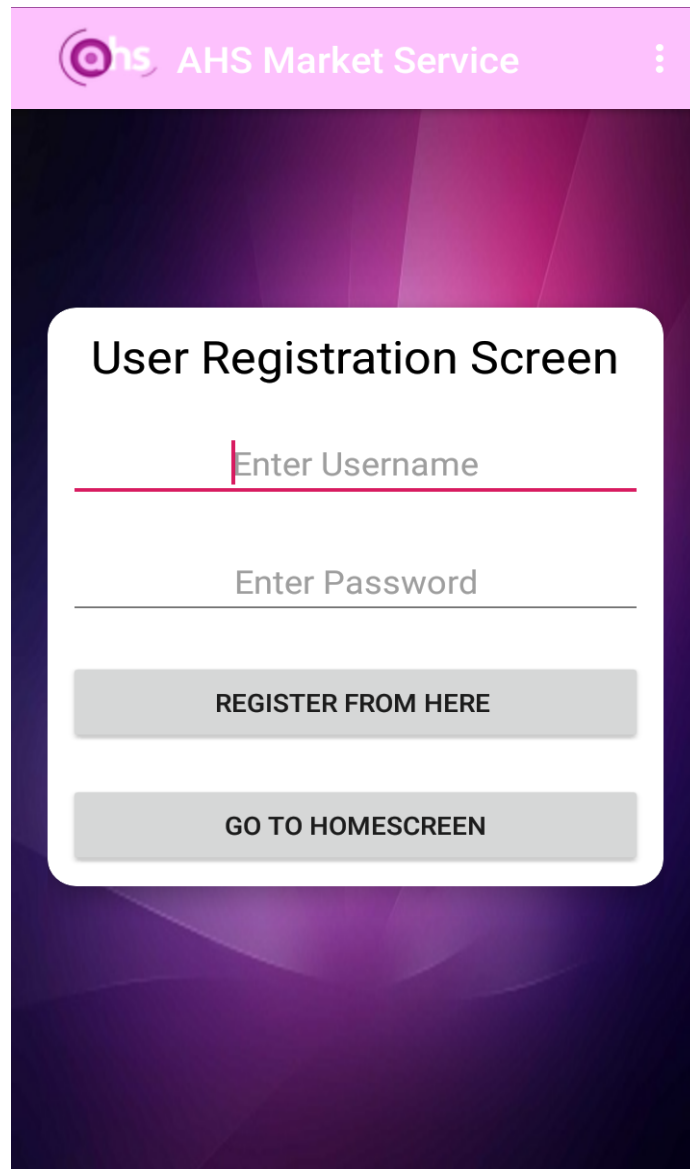 ahs AHS Market Service
User Registration Screen
Enter Username
Enter Password
REGISTER FROM HERE
GO TO HOMESCREEN